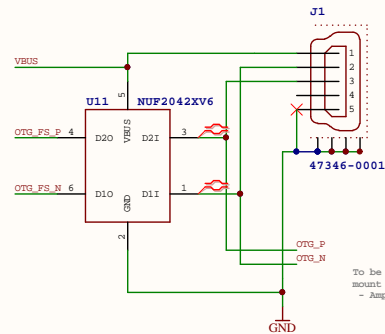 J1
VBUS
1
2
3
4
5
U11 NUF2042XV6
5
OTG_FS_P 4 D2O VBUS D2I 3
OTG_FS_N 6 D1O GND D1I 1
2
47346-0001
OTG_P
OTG_N
To be
mount
- Amp
GND